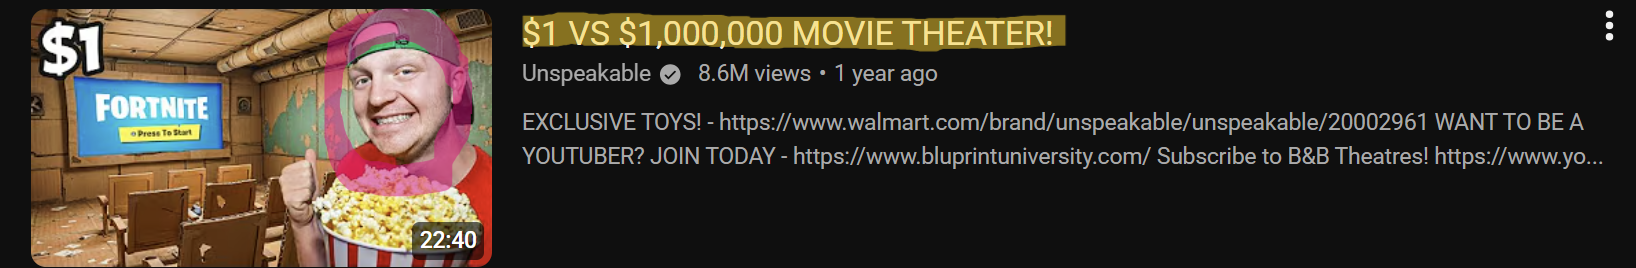 $1
FORTNITE
Press To Start
22:40
$1 VS $1,000,000 MOVIE THEATER!
Unspeakable 8.6M views • 1 year ago
EXCLUSIVE TOYS! - https://www.walmart.com/brand/unspeakable/unspeakable/20002961 WANT TO BE A
YOUTUBER? JOIN TODAY - https://www.bluprintuniversity.com/ Subscribe to B&B Theatres! https://www.yo...